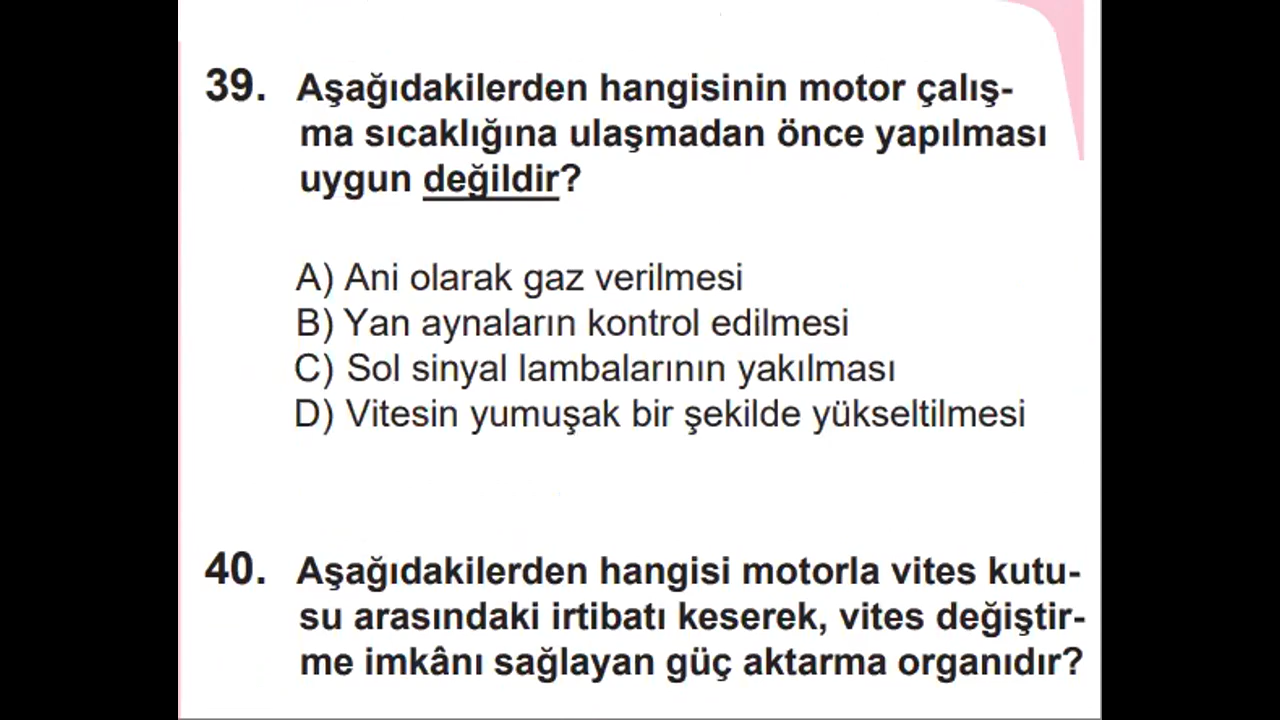 39. Aşağıdakilerden hangisinin motor çalış-
ma sıcaklığına ulaşmadan önce yapılması
uygun değildir?
A) Ani olarak gaz verilmesi
B) Yan aynaların kontrol edilmesi
C) Sol sinyal lambalarının yakılması
D) Vitesin yumuşak bir şekilde yükseltilmesi
40. Aşağıdakilerden hangisi motorla vites kutu-
su arasındaki irtibatı keserek, vites değiştir-
me imkânı sağlayan güç aktarma organıdır?